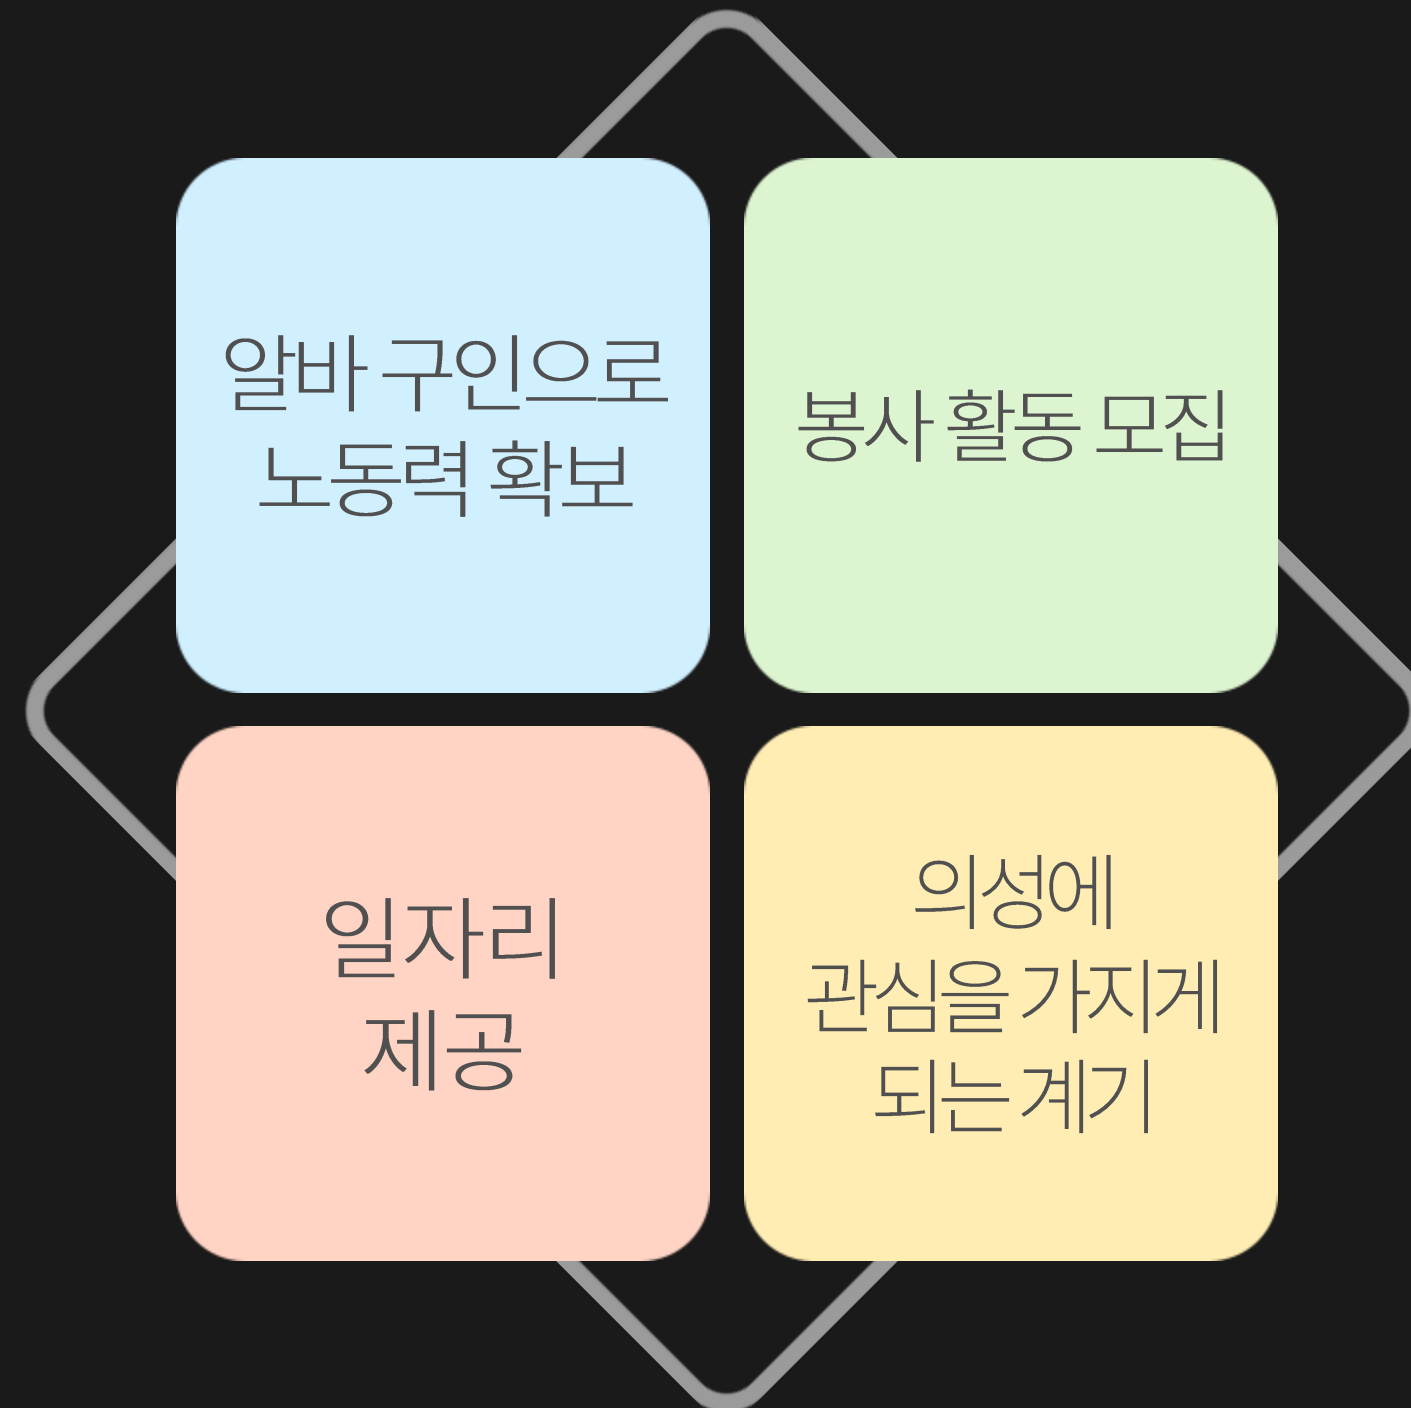 알바 구인으로
노동력 확보
봉사 활동 모집
일자리
제공
의성에
관심을 가지게
되는 계기